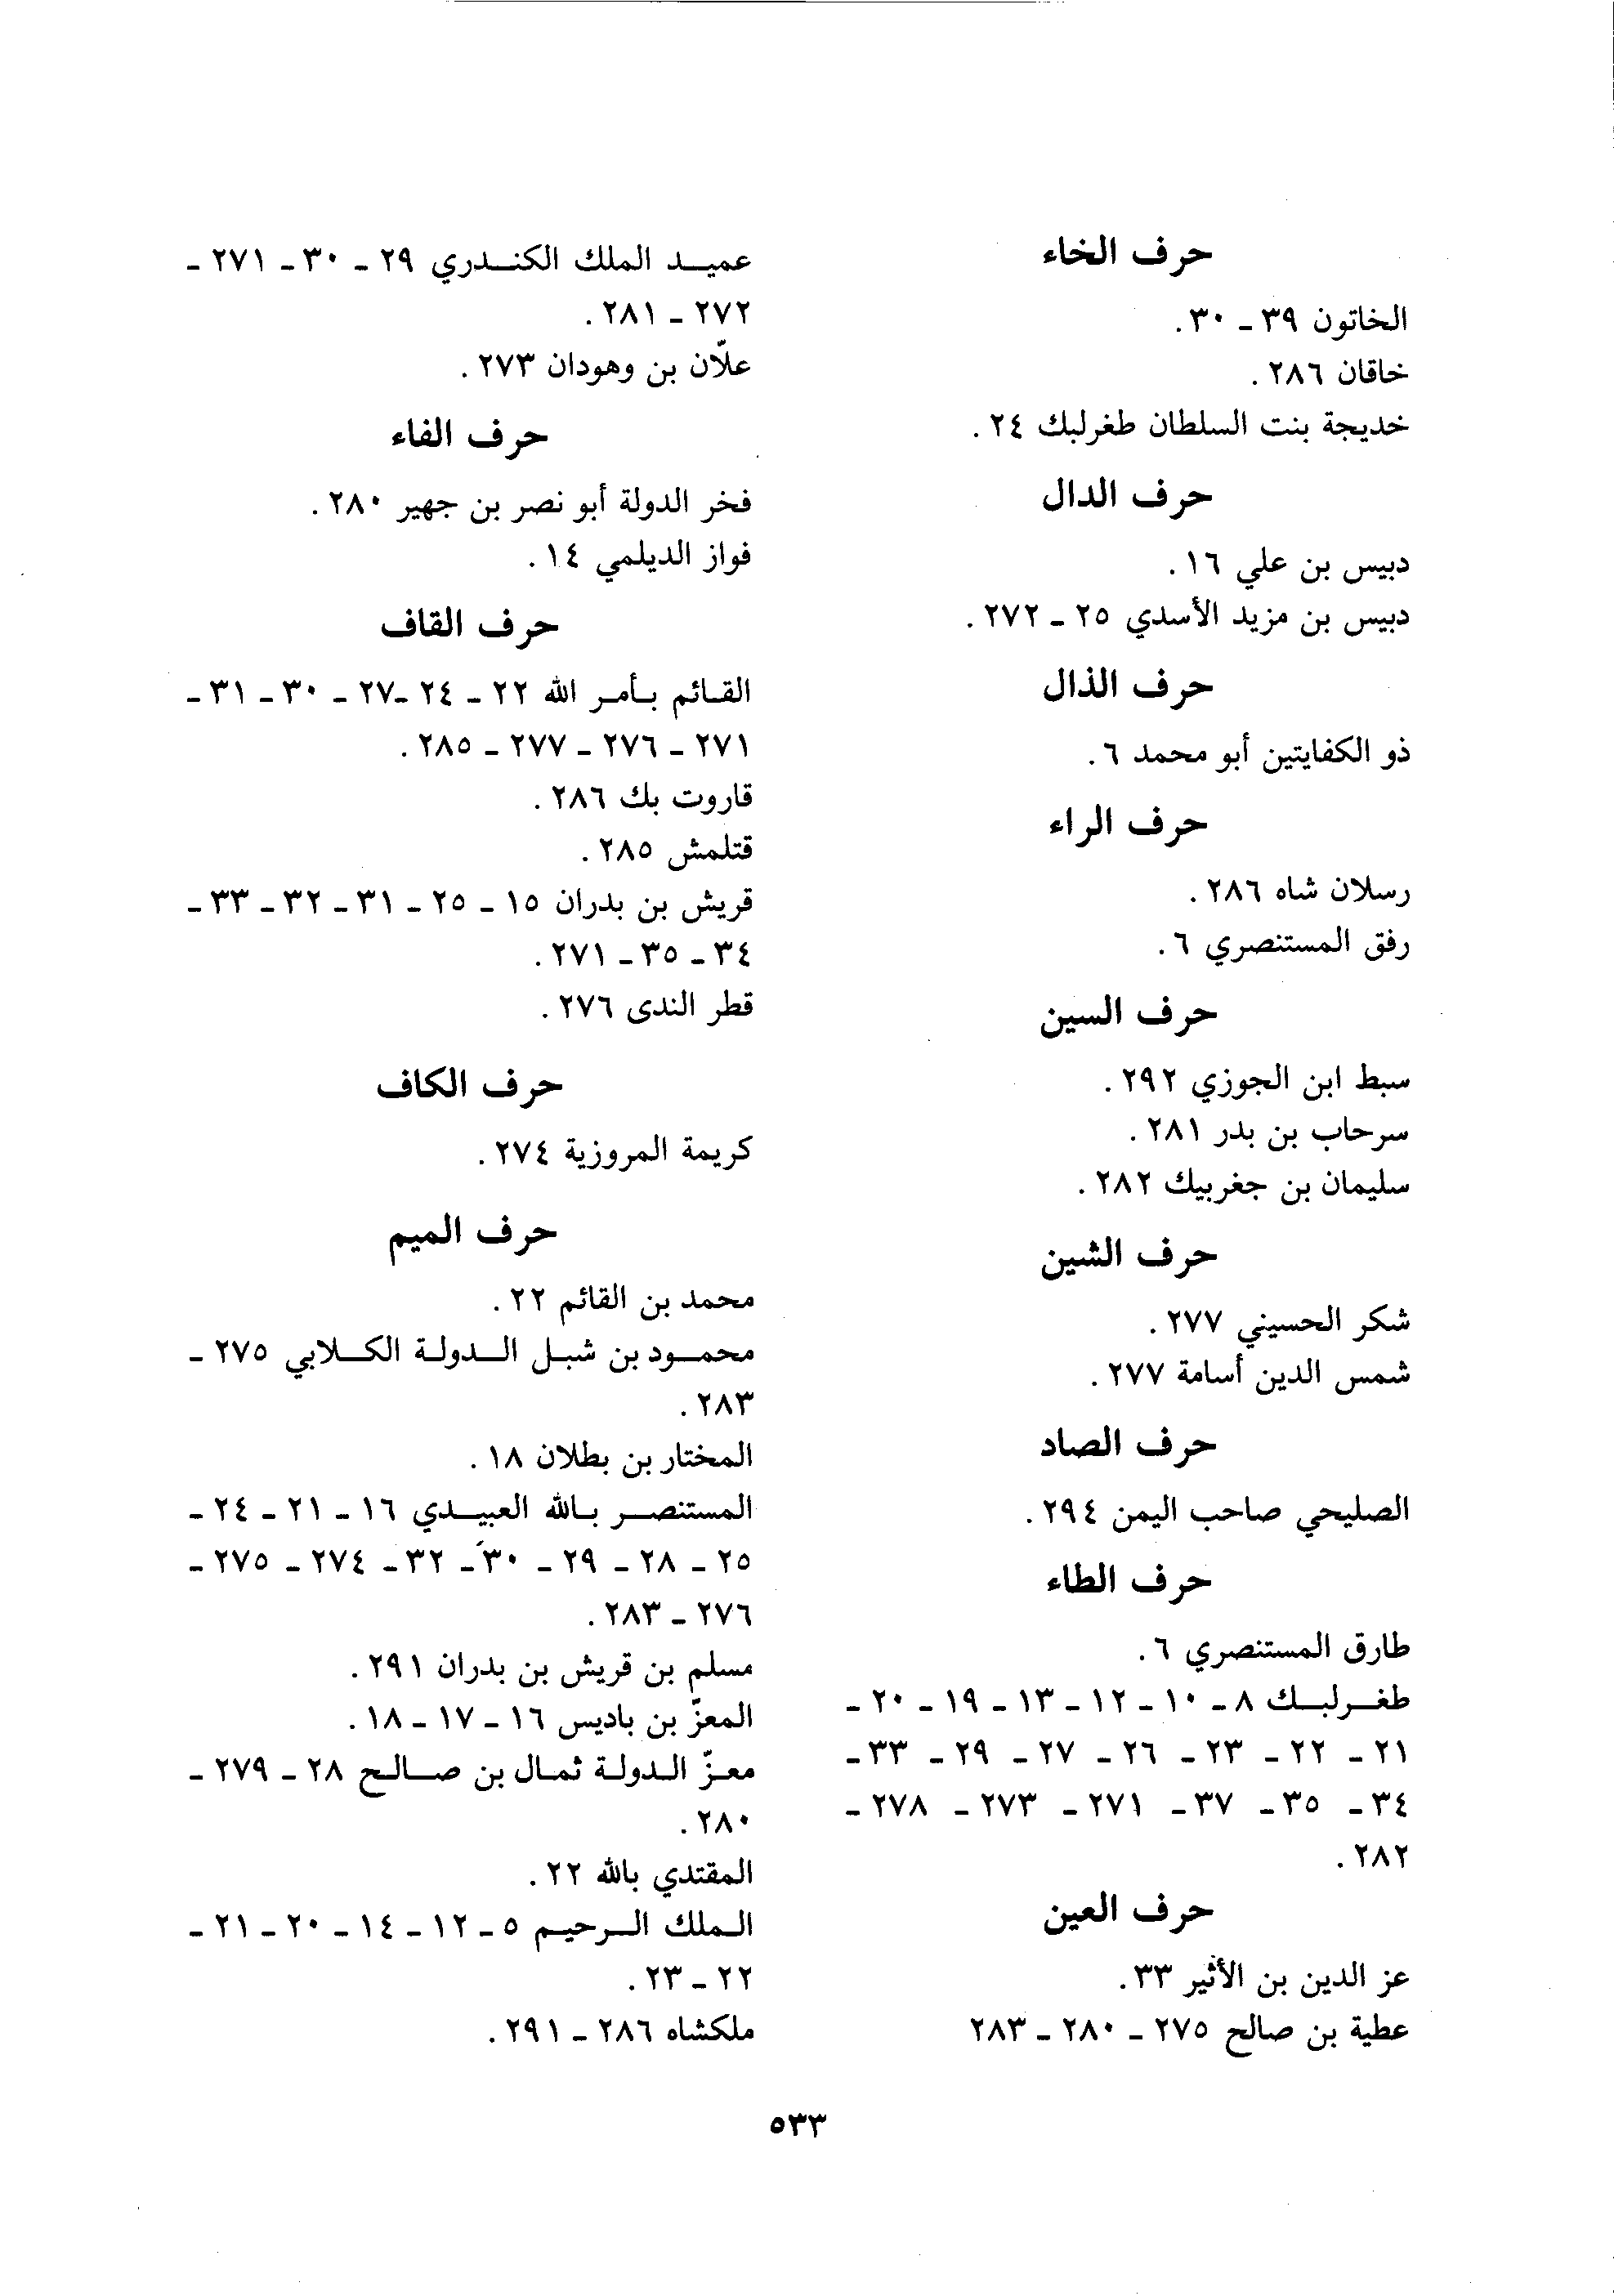 حرف الخاء
الخاتون ٣٩ - ٣٠.
خاقان ٢٨٦.
خديجة بنت السلطان طغرلبك ٢٤.
حرف الدال
دبيس بن علي ١٦.
دبيس بن مزيد الأسدي ٢٥ - ٢٧٢.
حرف الذال
ذو الكفايتين أبو محمد ٦.
حرف الراء
رسلان شاه ٢٨٦.
رفق المستنصري ٦.
حرف السين
سبط ابن الجوزي ٢٩٢.
سرحاب بن بدر ٢٨١.
سليمان بن جغربيك ٢٨٢.
حرف الشين
شكر الحسيني ٢٧٧.
شمس الدين أسامة ٢٧٧.
حرف الصاد
الصليحي صاحب اليمن ٢٩٤.
حرف الطاء
طارق المستنصري ٦.
طغرلبك ٨ - ١٠ - ١٢ - ١٣ - ١٩ - ٢٠ -
٢١ - ٢٢ - ٢٣ - ٢٦ - ٢٧ - ٢٩ - ٣٣ -
٣٤ - ٣٥ - ٣٧ - ٢٧١ - ٢٧٣ - ٢٧٨ -
٢٨٢.
حرف العين
عز الدين بن الأثير ٣٣.
عطية بن صالح ٢٧٥ - ٢٨٠ - ٢٨٣
عميد الملك الكندري ٢٩ - ٣٠ - ٢٧١ -
٢٧٢ - ٢٨١.
علّان بن وهودان ٢٧٣.
حرف الفاء
فخر الدولة أبو نصر بن جهير ٢٨٠.
فواز الديلمي ١٤.
حرف القاف
القائم بأمر الله ٢٢ - ٢٤ - ٢٧ - ٣٠ - ٣١ -
٢٧١ - ٢٧٦ - ٢٧٧ - ٢٨٥.
قاروت بك ٢٨٦.
قتلمش ٢٨٥.
قريش بن بدران ١٥ - ٢٥ - ٣١ - ٣٢ - ٣٣ -
٣٤ - ٣٥ - ٢٧١.
قطر الندى ٢٧٦.
حرف الكاف
كريمة المروزية ٢٧٤.
حرف الميم
محمد بن القائم ٢٢.
محمود بن شبل الدولة الكلابي ٢٧٥ -
٢٨٣.
المختار بن بطلان ١٨.
المستنصر بالله العبيدي ١٦ - ٢١ - ٢٤ -
٢٥ - ٢٨ - ٢٩ - ٣٠ - ٣٢ - ٢٧٤ - ٢٧٥ -
٢٧٦ - ٢٨٣.
مسلم بن قريش بن بدران ٢٩١.
المعزّ بن باديس ١٦ - ١٧ - ١٨.
معزّ الدولة ثمال بن صالح ٢٨ - ٢٧٩ -
٢٨٠.
المقتدي بالله ٢٢.
الملك الرحيم ٥ - ١٢ - ١٤ - ٢٠ - ٢١ -
٢٢ - ٢٣.
ملكشاه ٢٨٦ - ٢٩١.
٥٣٣